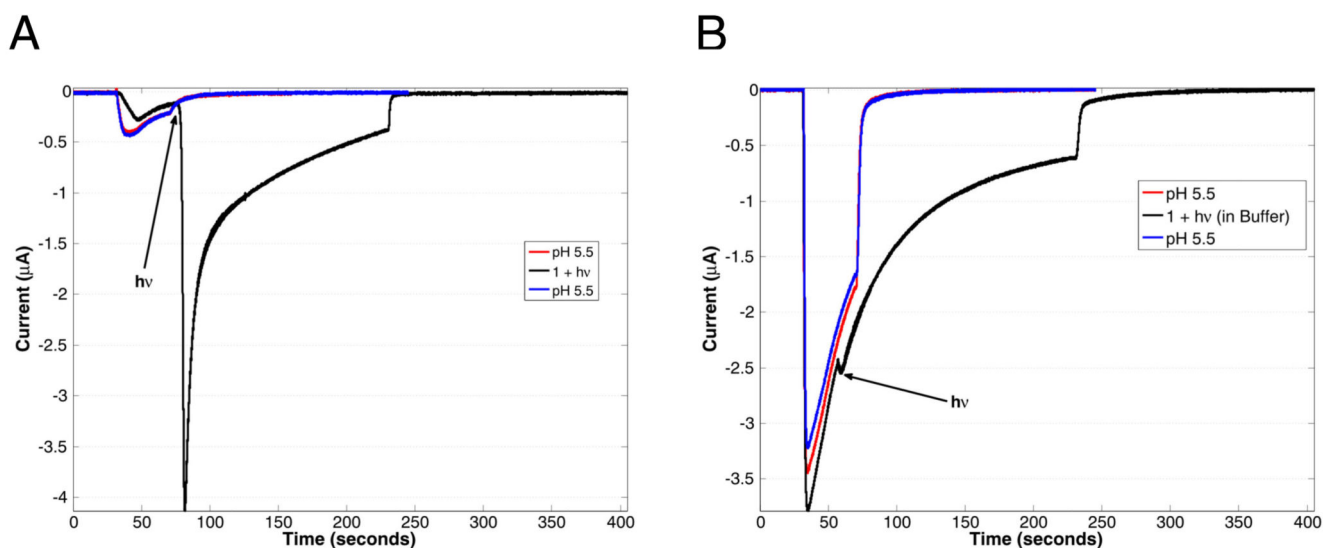 A
B
0
-0.5
-1
-1.5
-2
-2.5
-3
-3.5
-4
Current (μA)
hν
pH 5.5
1 + hν
pH 5.5
0 50 100 150 200 250 300 350 400
Time (seconds)
0
-0.5
-1
-1.5
-2
-2.5
-3
-3.5
Current (μA)
pH 5.5
1 + hν (in Buffer)
pH 5.5
hν
0 50 100 150 200 250 300 350 400
Time (seconds)